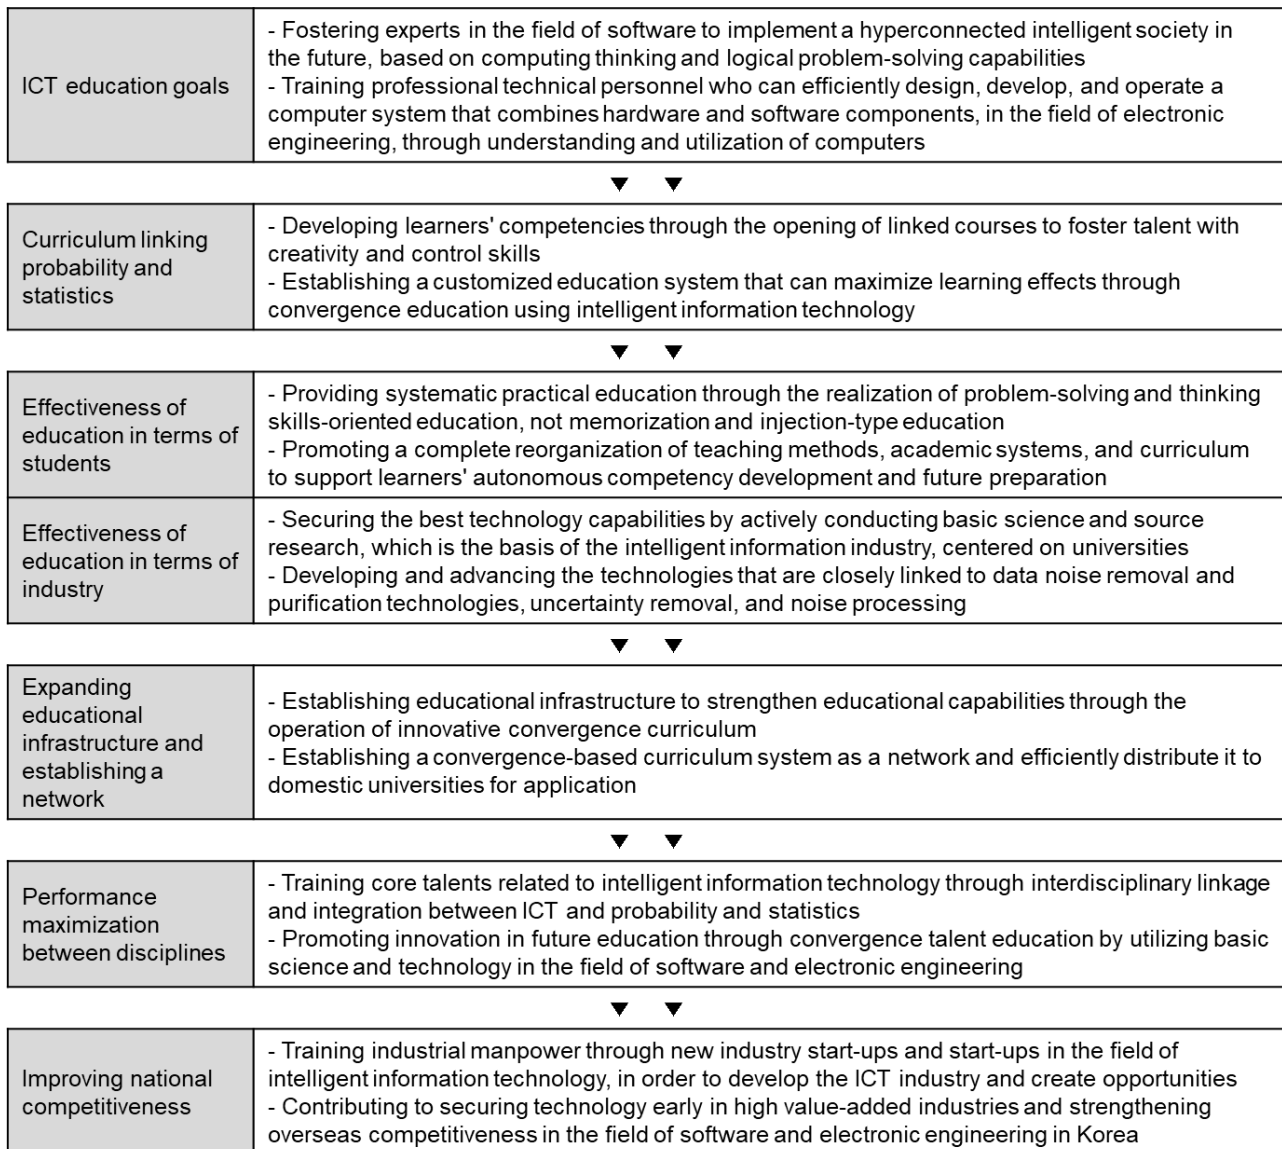 ICT education goals
- Fostering experts in the field of software to implement a hyperconnected intelligent society in
the future, based on computing thinking and logical problem-solving capabilities
- Training professional technical personnel who can efficiently design, develop, and operate a
computer system that combines hardware and software components, in the field of electronic
engineering, through understanding and utilization of computers
Curriculum linking
probability and
statistics
- Developing learners' competencies through the opening of linked courses to foster talent with
creativity and control skills
- Establishing a customized education system that can maximize learning effects through
convergence education using intelligent information technology
Effectiveness of
education in terms of
students
- Providing systematic practical education through the realization of problem-solving and thinking
skills-oriented education, not memorization and injection-type education
- Promoting a complete reorganization of teaching methods, academic systems, and curriculum
to support learners' autonomous competency development and future preparation
Effectiveness of
education in terms of
industry
- Securing the best technology capabilities by actively conducting basic science and source
research, which is the basis of the intelligent information industry, centered on universities
- Developing and advancing the technologies that are closely linked to data noise removal and
purification technologies, uncertainty removal, and noise processing
Expanding
educational
infrastructure and
establishing a
network
- Establishing educational infrastructure to strengthen educational capabilities through the
operation of innovative convergence curriculum
- Establishing a convergence-based curriculum system as a network and efficiently distribute it to
domestic universities for application
Performance
maximization
between disciplines
- Training core talents related to intelligent information technology through interdisciplinary linkage
and integration between ICT and probability and statistics
- Promoting innovation in future education through convergence talent education by utilizing basic
science and technology in the field of software and electronic engineering
Improving national
competitiveness
- Training industrial manpower through new industry start-ups and start-ups in the field of
intelligent information technology, in order to develop the ICT industry and create opportunities
- Contributing to securing technology early in high value-added industries and strengthening
overseas competitiveness in the field of software and electronic engineering in Korea